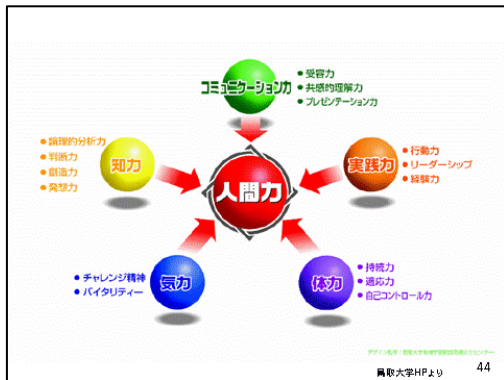 コミュニケーション力
● 受容力
● 共感的理解力
● プレゼンテーション力
● 論理的分析力
● 判断力
● 創造力
● 発想力
知力
● 行動力
● リーダーシップ
● 経験力
実践力
人間力
● チャレンジ精神
● バイタリティー
気力
● 持続力
● 適応力
● 自己コントロール力
体力
鳥取大学HPより
44